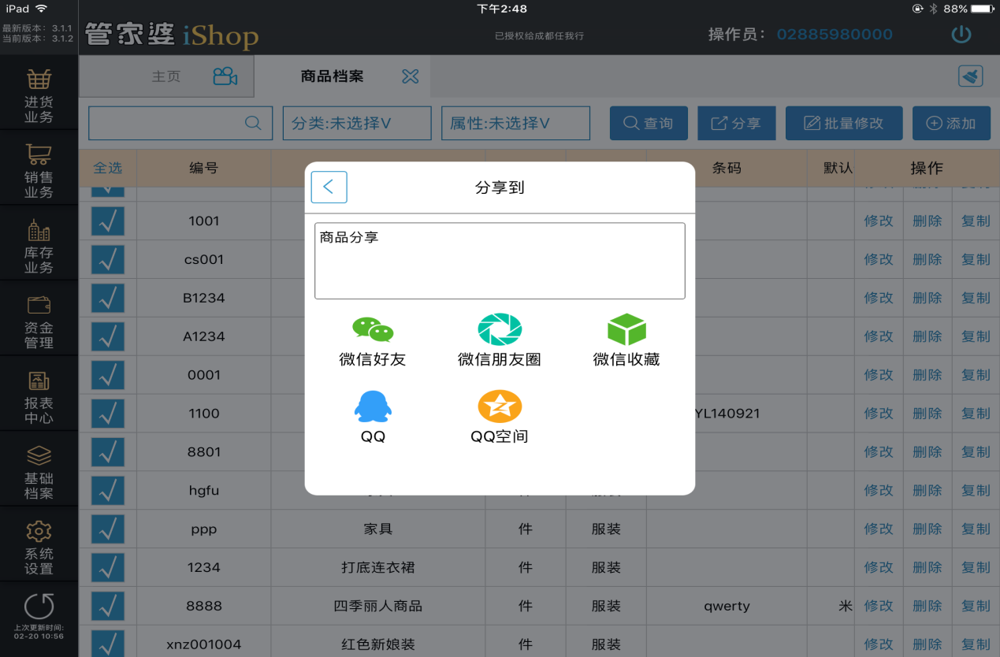 iPad 下午2:48 88%
最新版本: 3.1.1
当前版本: 3.1.2
管家婆 iShop
已授权给成都任我行
操作员: 02885980000
主页
商品档案
分类:未选择V
属性:未选择V
查询
分享
批量修改
添加
进货
业务
销售
业务
库存
业务
资金
管理
报表
中心
基础
档案
系统
设置
上次更新时间:
02-20 10:56
全选 编号 条码 默认 操作
1001 修改 删除 复制
cs001 修改 删除 复制
B1234 修改 删除 复制
A1234 修改 删除 复制
0001 修改 删除 复制
1100 YL140921 修改 删除 复制
8801 修改 删除 复制
hgfu 修改 删除 复制
ppp 家具 件 服装 修改 删除 复制
1234 打底连衣裙 件 服装 修改 删除 复制
8888 四季丽人商品 件 服装 qwerty 米 修改 删除 复制
xnz001004 红色新娘装 件 服装 修改 删除 复制
分享到
商品分享
微信好友 微信朋友圈 微信收藏
QQ QQ空间